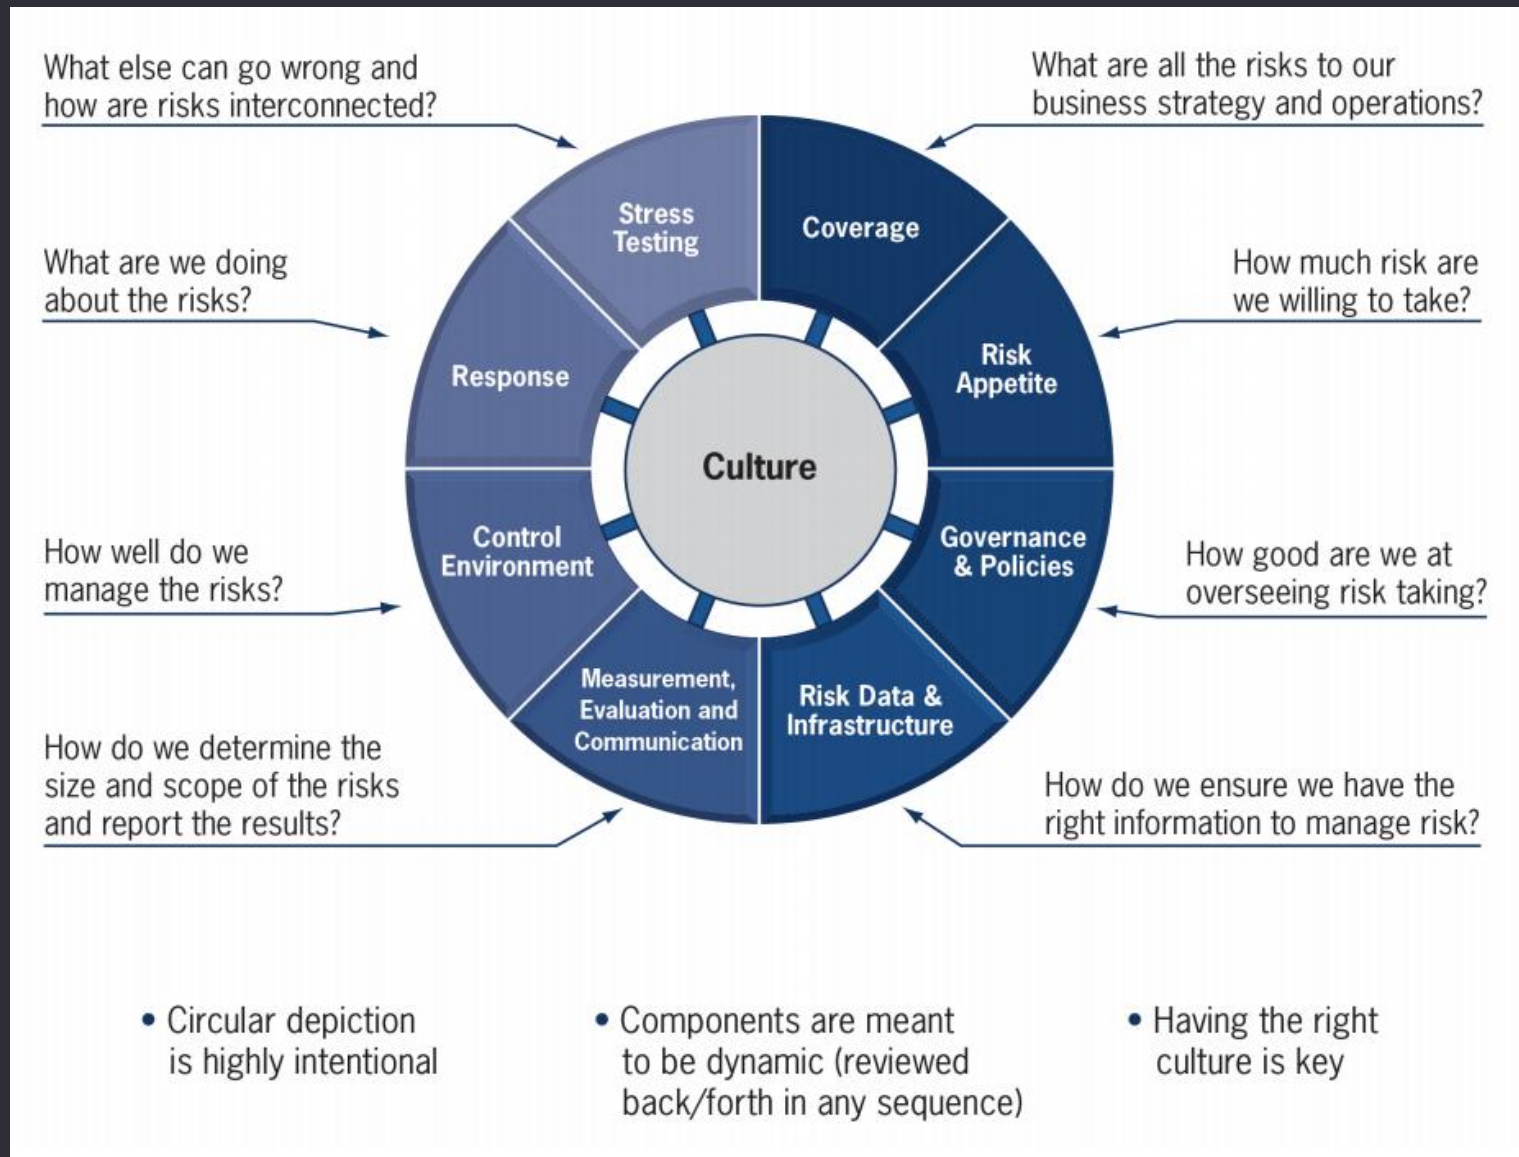 What else can go wrong and
how are risks interconnected?
What are all the risks to our
business strategy and operations?
Stress
Testing
Coverage
What are we doing
about the risks?
How much risk are
we willing to take?
Response
Risk
Appetite
Culture
Control
Environment
Governance
& Policies
How well do we
manage the risks?
How good are we at
overseeing risk taking?
Measurement,
Evaluation and
Communication
Risk Data &
Infrastructure
How do we determine the
size and scope of the risks
and report the results?
How do we ensure we have the
right information to manage risk?
• Circular depiction
is highly intentional
• Components are meant
to be dynamic (reviewed
back/forth in any sequence)
• Having the right
culture is key